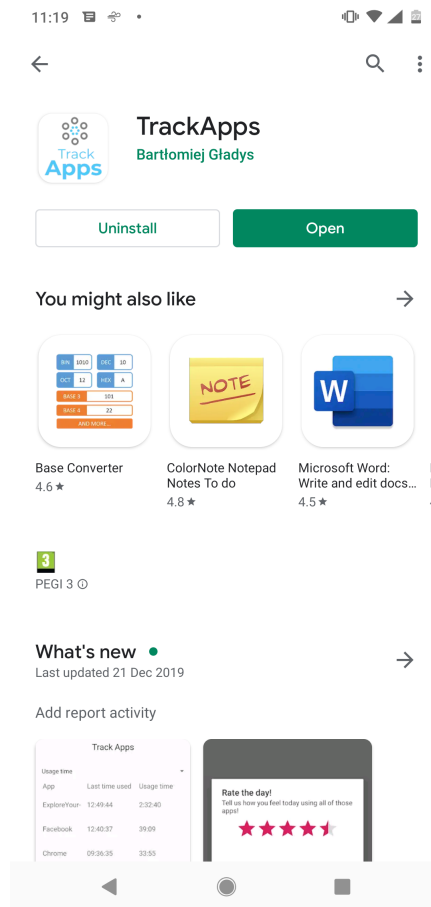 11:19
TrackApps
Bartłomiej Gładys
Track
Apps
Uninstall
Open
You might also like
BIN 1010 DEC 10
OCT 12 HEX A
BASE 3 101
BASE 4 22
AND MORE...
NOTE
W
Base Converter
4.6★
ColorNote Notepad
Notes To do
4.8★
Microsoft Word:
Write and edit docs…
4.5★
3
PEGI 3
What's new
Last updated 21 Dec 2019
Add report activity
Track Apps
Usage time
App Last time used Usage time
ExploreYour- 12:49:44 2:32:40
Facebook 12:40:37 39:09
Chrome 09:36:35 33:55
Rate the day!
Tell us how you feel today using all of those
apps!